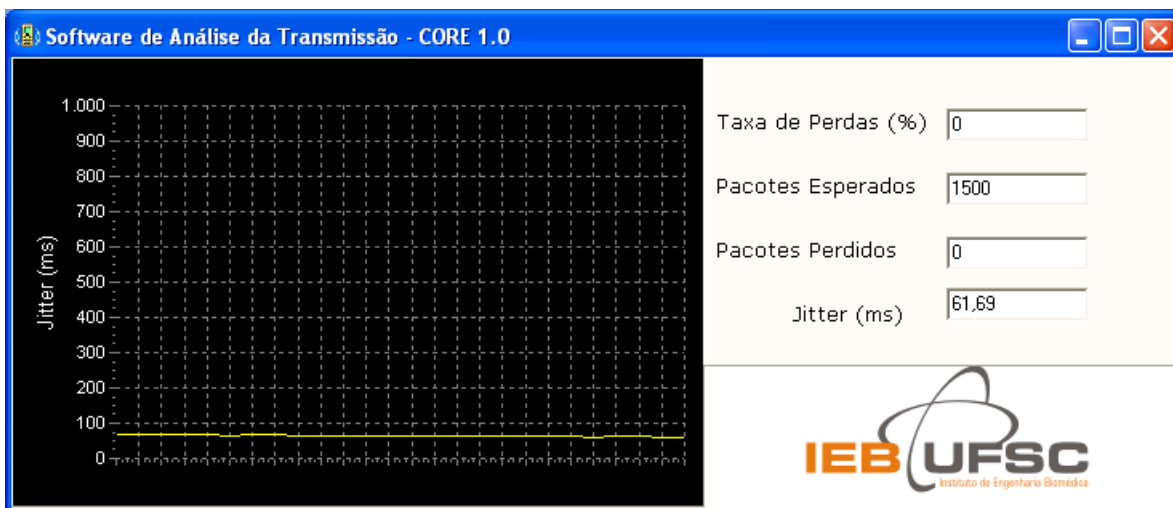 Software de Análise da Transmissão - CORE 1.0
1.000
900
800
700
600
500
400
300
200
100
0
Jitter (ms)
Taxa de Perdas (%) 0
Pacotes Esperados 1500
Pacotes Perdidos 0
Jitter (ms) 61,69
IEB UFSC
Instituto de Engenharia Biomédica